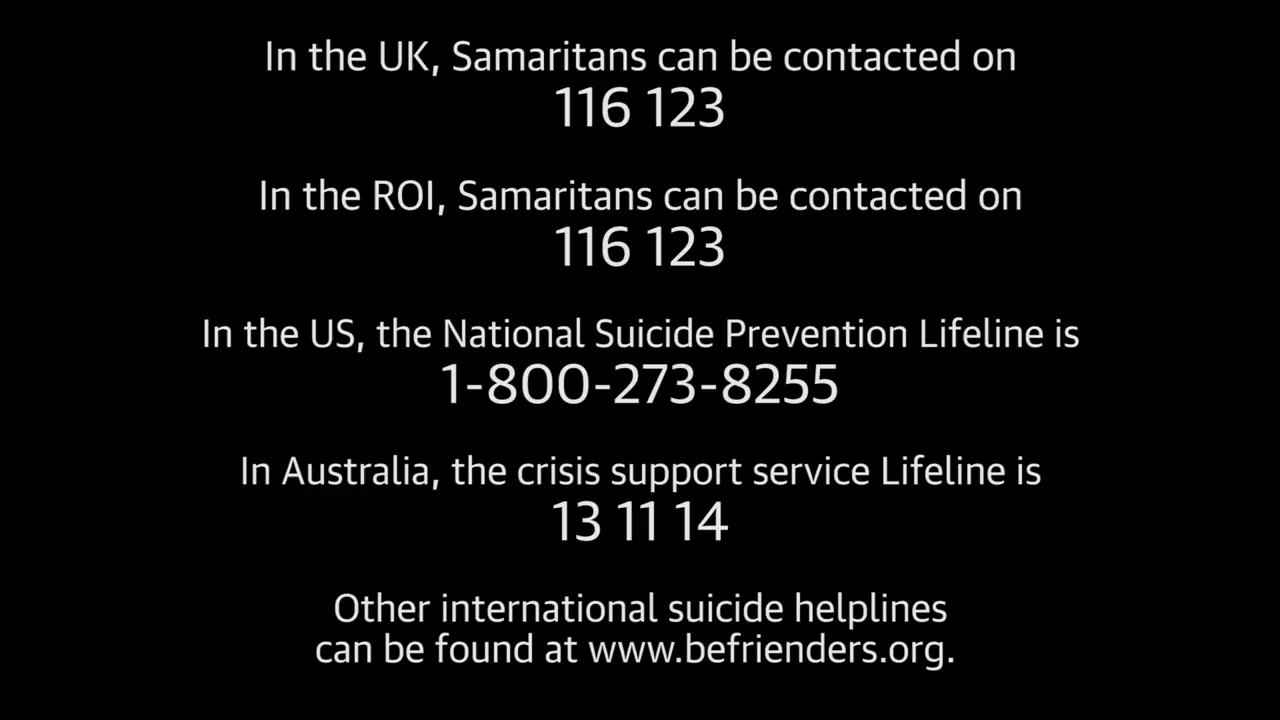 In the UK, Samaritans can be contacted on
116 123
In the ROI, Samaritans can be contacted on
116 123
In the US, the National Suicide Prevention Lifeline is
1-800-273-8255
In Australia, the crisis support service Lifeline is
13 11 14
Other international suicide helplines
can be found at www.befrienders.org.